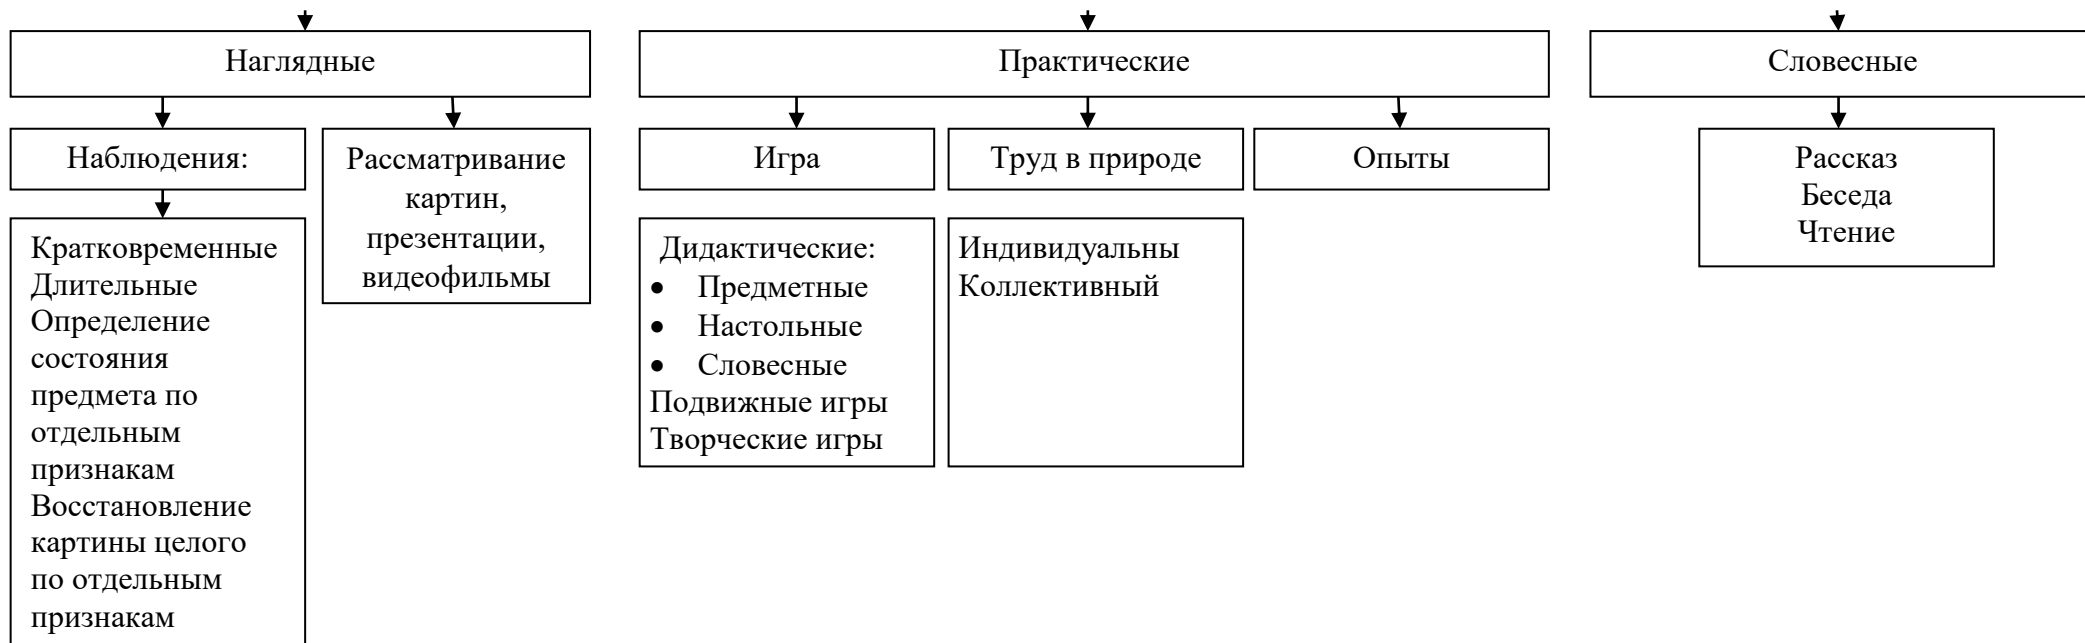 Наглядные
Практические
Словесные
Наблюдения:
Рассматривание
картин,
презентации,
видеофильмы
Игра
Труд в природе
Опыты
Рассказ
Беседа
Чтение
Кратковременные
Длительные
Определение
состояния
предмета по
отдельным
признакам
Восстановление
картины целого
по отдельным
признакам
Дидактические:
• Предметные
• Настольные
• Словесные
Подвижные игры
Творческие игры
Индивидуальны
Коллективный